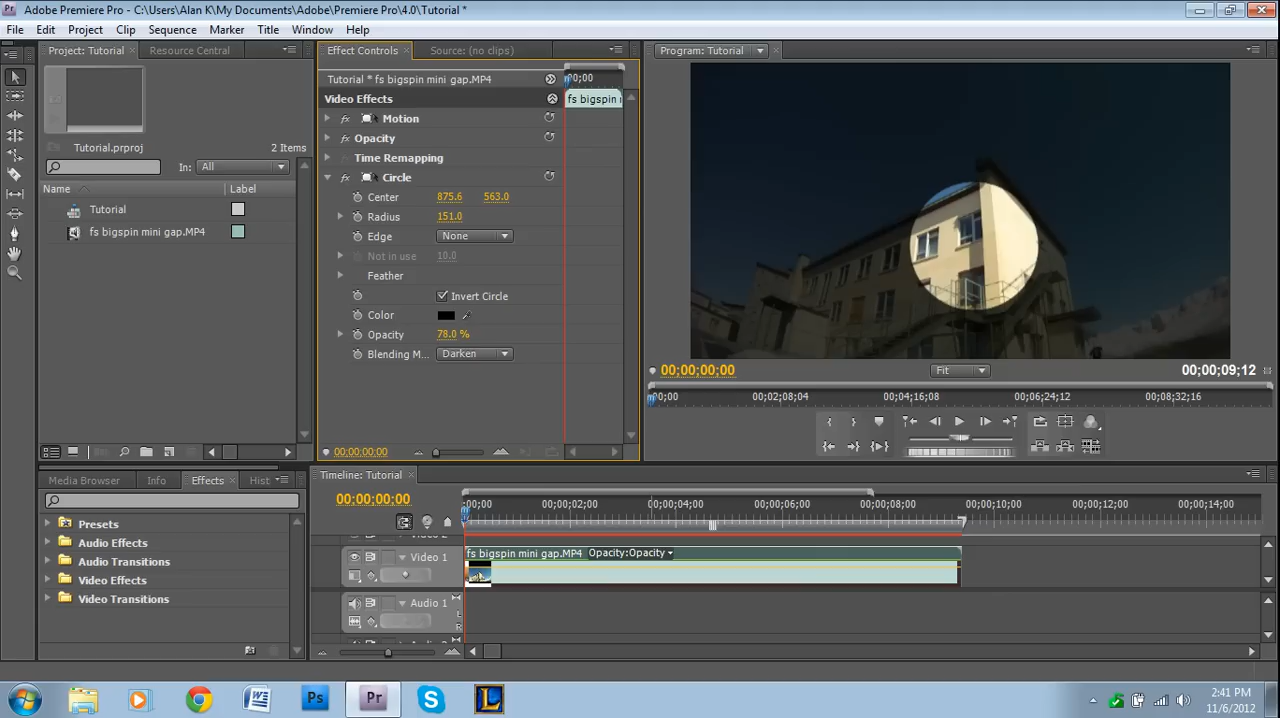 Adobe Premiere Pro - C:\Users\Alan K\My Documents\Adobe\Premiere Pro\4.0\Tutorial *
File Edit Project Clip Sequence Marker Title Window Help
Project: Tutorial Resource Central
Effect Controls Source: (no clips)
Program: Tutorial
Tutorial * fs bigspin mini gap.MP4 00;00
Video Effects fs bigspin
Motion
Opacity
Time Remapping
Circle
Center 875.6 563.0
Radius 151.0
Edge None
Not in use 10.0
Feather
Invert Circle
Color
Opacity 78.0 %
Blending M... Darken
00;00;00;00
Tutorial.prproj 2 Items
In: All
Name Label
Tutorial
fs bigspin mini gap.MP4
00;00;00;00 Fit 00;00;09;12
;00;00 00;02;08;04 00;04;16;08 00;06;24;12 00;08;32;16
Media Browser Info Effects Hist
Presets
Audio Effects
Audio Transitions
Video Effects
Video Transitions
Timeline: Tutorial
00;00;00;00
;00;00 00;00;02;00 00;00;04;00 00;00;06;00 00;00;08;00 00;00;10;00 00;00;12;00 00;00;14;00
Video 1 fs bigspin mini gap.MP4 Opacity:Opacity
Audio 1
L
R
Ps Pr S L W
2:41 PM
11/6/2012